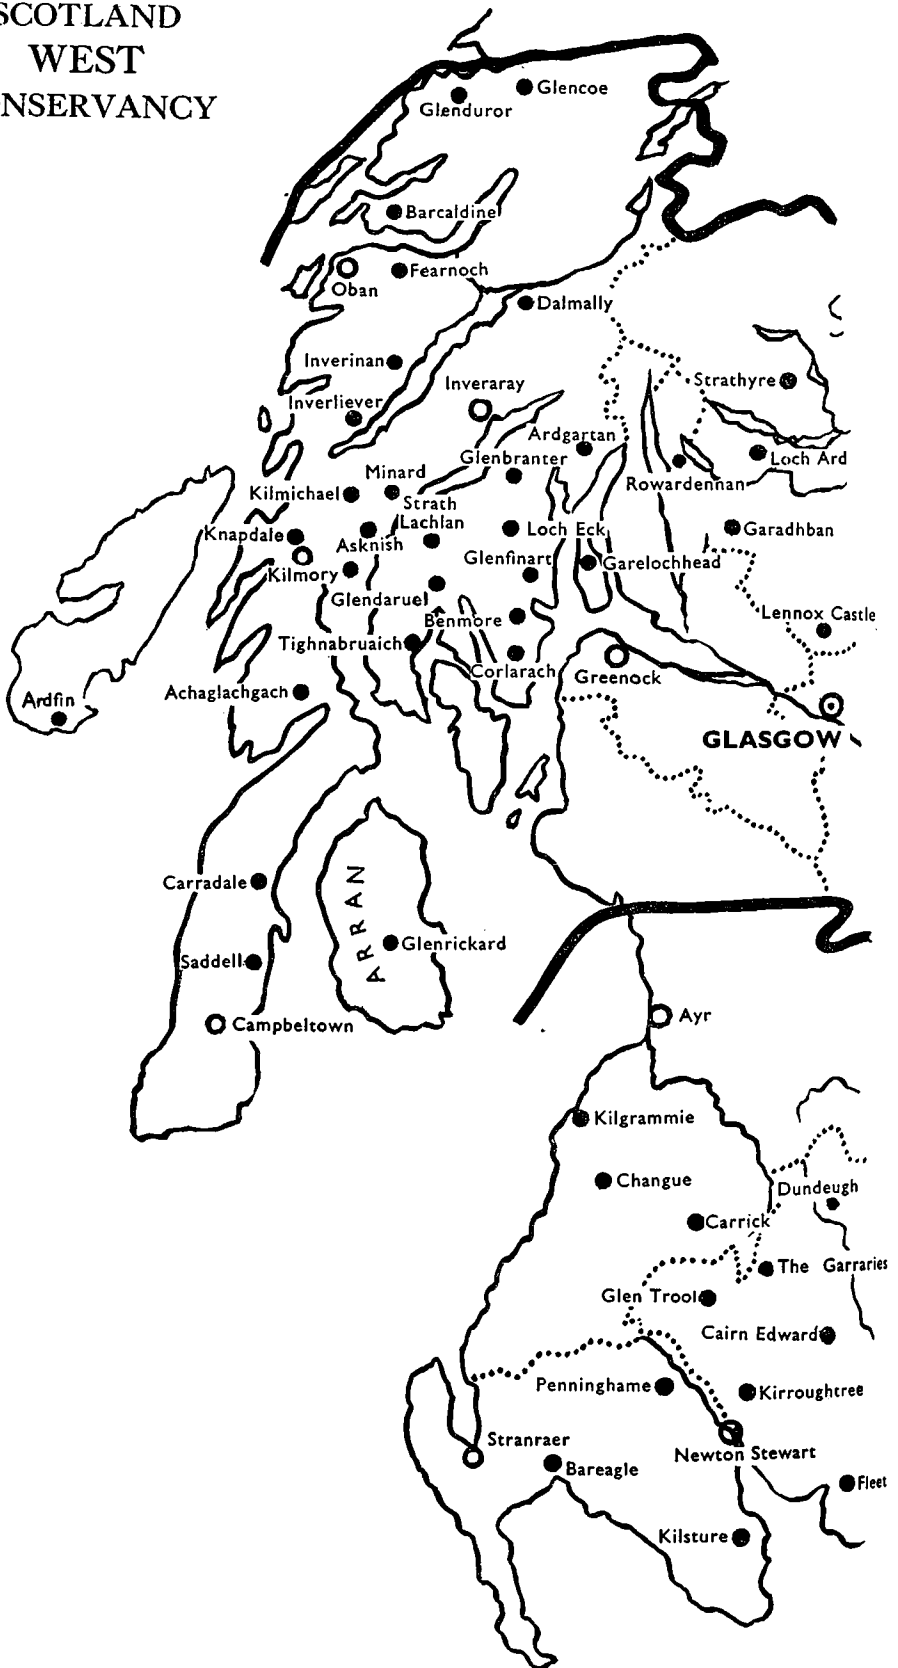 SCOTLAND
WEST
ONSERVANCY
Glencoe
Glenduror
Barcaldine
Fearnoch
Oban
Dalmally
Inverinan
Strathyre
Inveraray
Inverliever
Ardgartan
Glenbranter
Loch Ard
Minard
Rowardennan
Kilmichael
Strath
Lachlan
Knapdale
Loch Eck
Garadhban
Asknish
Glenfinart
Garelochhead
Kilmory
Glendaruel
Benmore
Lennox Castle
Tighnabruaich
Corlarach
Greenock
Achaglachgach
Ardfin
GLASGOW
Carradale
ARRAN
Glenrickard
Saddell
Campbeltown
Ayr
Kilgrammie
Changue
Dundeugh
Carrick
The Garraries
Glen Trool
Cairn Edward
Penninghame
Kirroughtree
Stranraer
Newton Stewart
Bareagle
Fleet
Kilsture